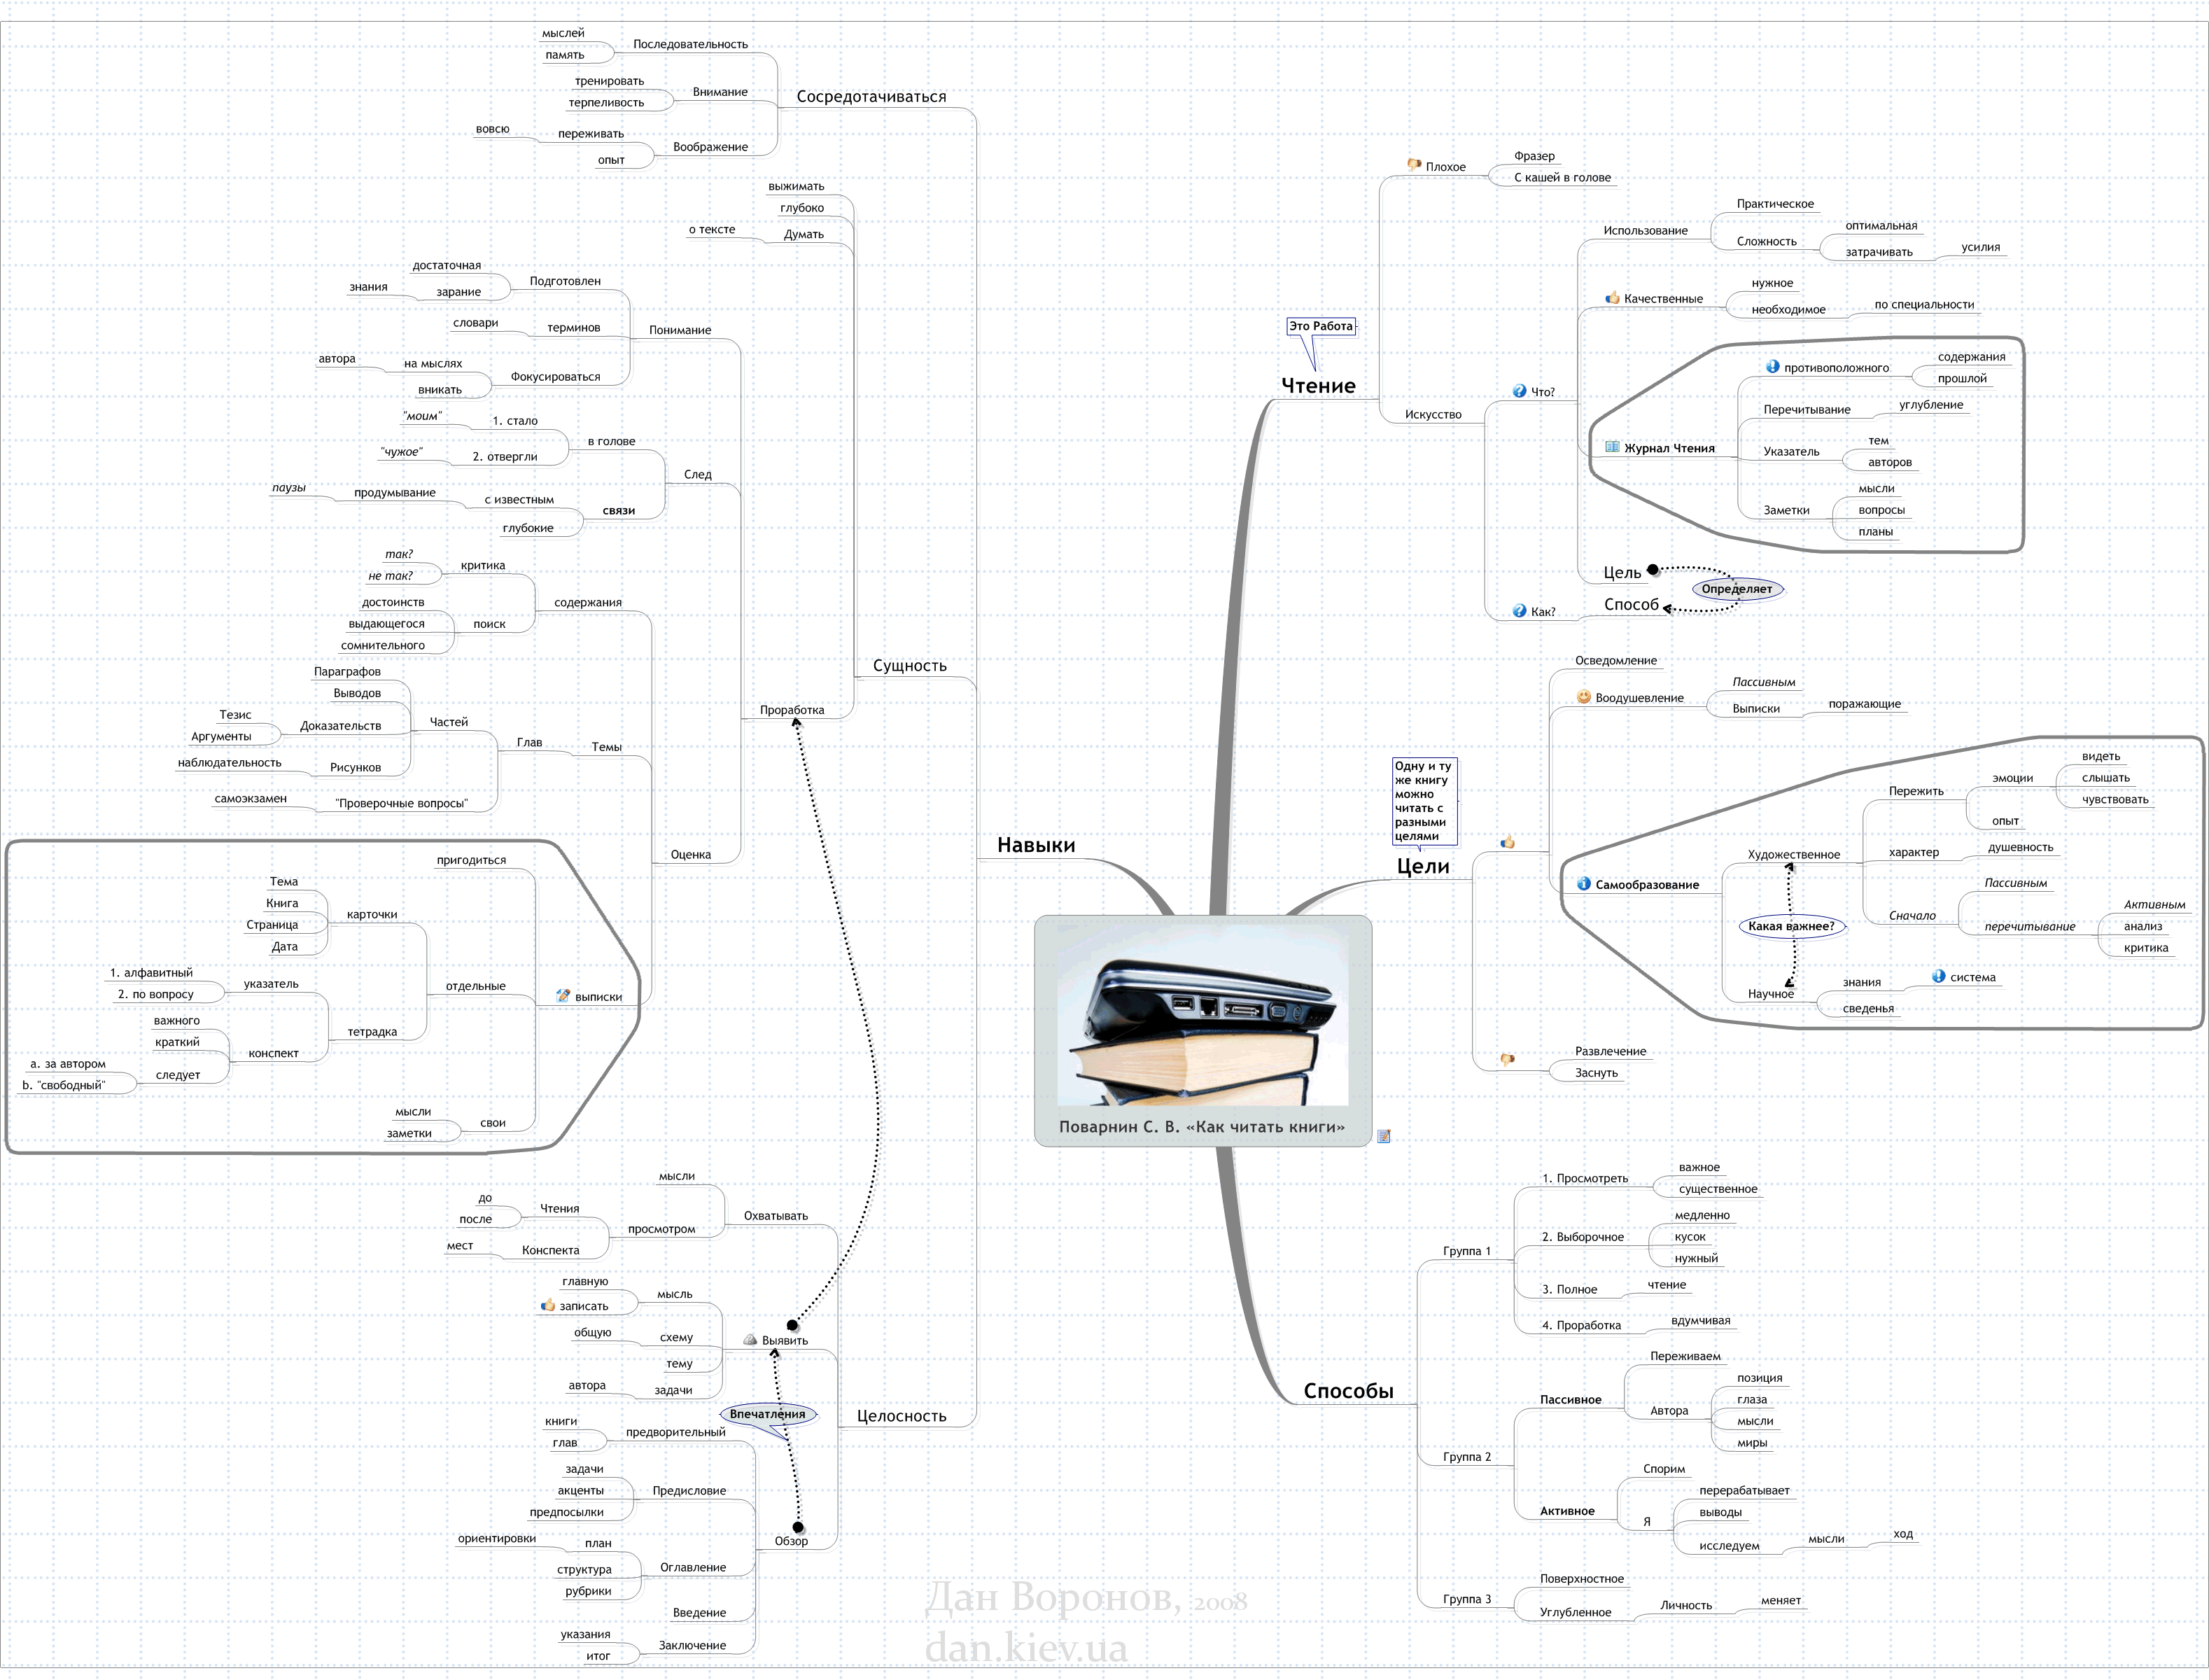 Поварнин С. В. «Как читать книги»
Чтение
Это Работа
Плохое
Фразер
С кашей в голове
Искусство
Что?
Использование
Практическое
Сложность
оптимальная
затрачивать
усилия
Качественные
нужное
необходимое
по специальности
Журнал Чтения
противоположного
содержания
прошлой
Перечитывание
углубление
Указатель
тем
авторов
Заметки
мысли
вопросы
планы
Цель
Определяет
Как?
Способ
Цели
Одну и ту
же книгу
можно
читать с
разными
целями
Осведомление
Воодушевление
Пассивным
Выписки
поражающие
Самообразование
Художественное
Пережить
эмоции
видеть
слышать
чувствовать
опыт
характер
душевность
Сначало
Пассивным
перечитывание
Активным
анализ
критика
Какая важнее?
Научное
знания
система
сведенья
Развлечение
Заснуть
Способы
Группа 1
1. Просмотреть
важное
существенное
2. Выборочное
медленно
кусок
нужный
3. Полное
чтение
4. Проработка
вдумчивая
Группа 2
Пассивное
Переживаем
Автора
позиция
глаза
мысли
миры
Активное
Спорим
Я
перерабатывает
выводы
исследуем
мысли
ход
Группа 3
Поверхностное
Углубленное
Личность
меняет
Навыки
Сосредотачиваться
Последовательность
мыслей
память
Внимание
тренировать
терпеливость
Воображение
переживать
вовсю
опыт
Сущность
выжимать
глубоко
Думать
о тексте
Проработка
Понимание
Подготовлен
достаточная
зарание
знания
терминов
словари
Фокусироваться
на мыслях
автора
вникать
След
в голове
1. стало
"моим"
2. отвергли
"чужое"
связи
с известным
продумывание
паузы
глубокие
Оценка
содержания
критика
так?
не так?
поиск
достоинств
выдающегося
сомнительного
Темы
Глав
Частей
Параграфов
Выводов
Доказательств
Тезис
Аргументы
Рисунков
наблюдательность
"Проверочные вопросы"
самоэкзамен
выписки
пригодиться
отдельные
карточки
Тема
Книга
Страница
Дата
тетрадка
указатель
1. алфавитный
2. по вопросу
конспект
важного
краткий
следует
a. за автором
b. "свободный"
свои
мысли
заметки
Целосность
Охватывать
мысли
просмотром
Чтения
до
после
Конспекта
мест
Выявить
мысль
главную
записать
схему
общую
тему
задачи
автора
Впечатления
Обзор
предворительный
книги
глав
Предисловие
задачи
акценты
предпосылки
Оглавление
план
ориентировки
структура
рубрики
Введение
Заключение
указания
итог
Дан Воронов, 2008
dan.kiev.ua